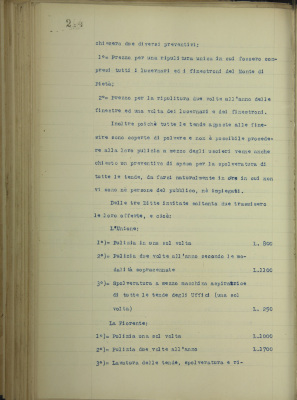 chiesero due diversi preventivi:
1°- Prezzo per una ripulitura unica in cui fossero com-
presi tutti i lucernari ed i finestroni del Monte di
Pietà;
2°- Prezzo per la ripulitura due volte all'anno delle
finestre ed una volta dei lucernari e dei finestroni.
Inoltre poichè tutte le tende apposte alle fine-
stre sono coperte di polvere e non è possibile procede-
re alla loro pulizia a mezzo degli uscieri venne anche
chiesto un preventivo di spesa per la spolveratura di
tutte le tende, da farsi naturalmente in ore in cui non
vi sono nè persone del pubblico, nè impiegati.
Delle tre Ditte invitate soltanto due trasmisero
le loro offerte, e cioè:
L'Unione:
1°)- Pulizia in una sol volta L. 800
2°)- Pulizia due volte all'anno secondo le mo-
dalità sopracennate L.1100
3°)- Spolveratura a mezzo macchina aspiratrice
di tutte le tende degli Uffici (una sol
volta) L. 250
La Fiorente:
1°)- Pulizia una sol volta L.1000
2°)- Pulizia due volte all'anno L.1700
3°)- Lavatura delle tende, spolveratura e ri-